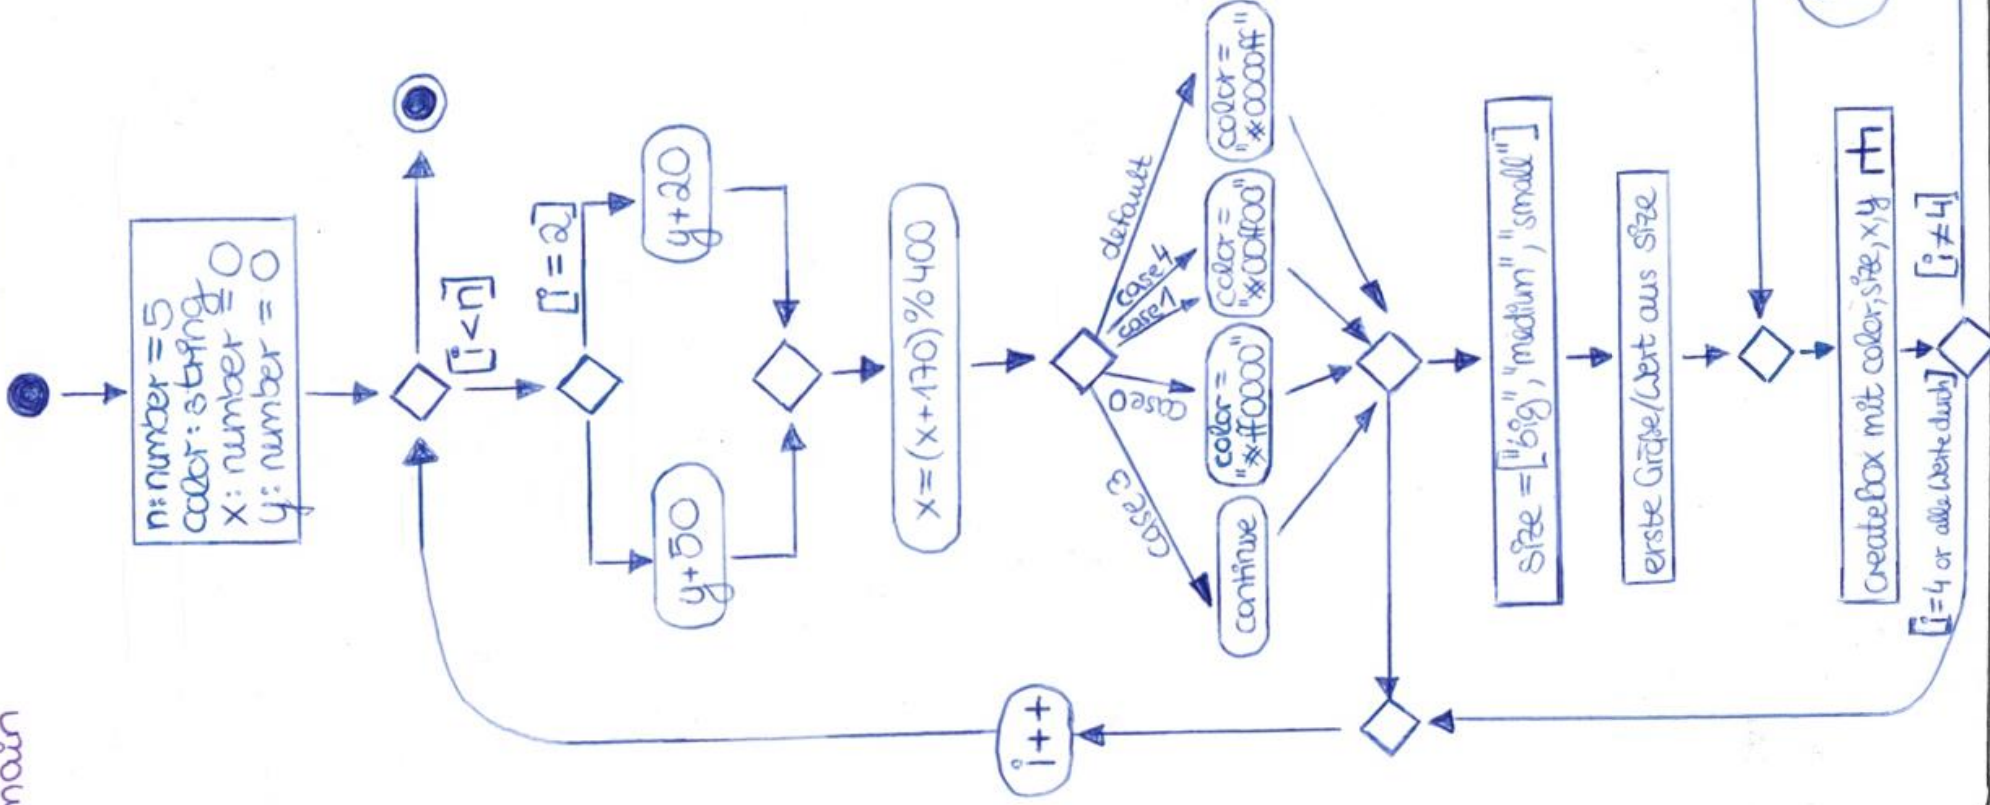 main
n:number=5
color:string
x:number=0
y:number=0
[i<n]
[i=2]
y+20
y+50
x=(x+170)%400
default
case4
case1
case0
case3
color=
"*0000ff"
color=
"*00ff00"
color=
"*ff0000"
continue
size=["big","medium","small"]
erste Größe/Wert aus size
createBox mit color,size,x,y
[i≠4]
[i=4 or alle Werte durch]
i++